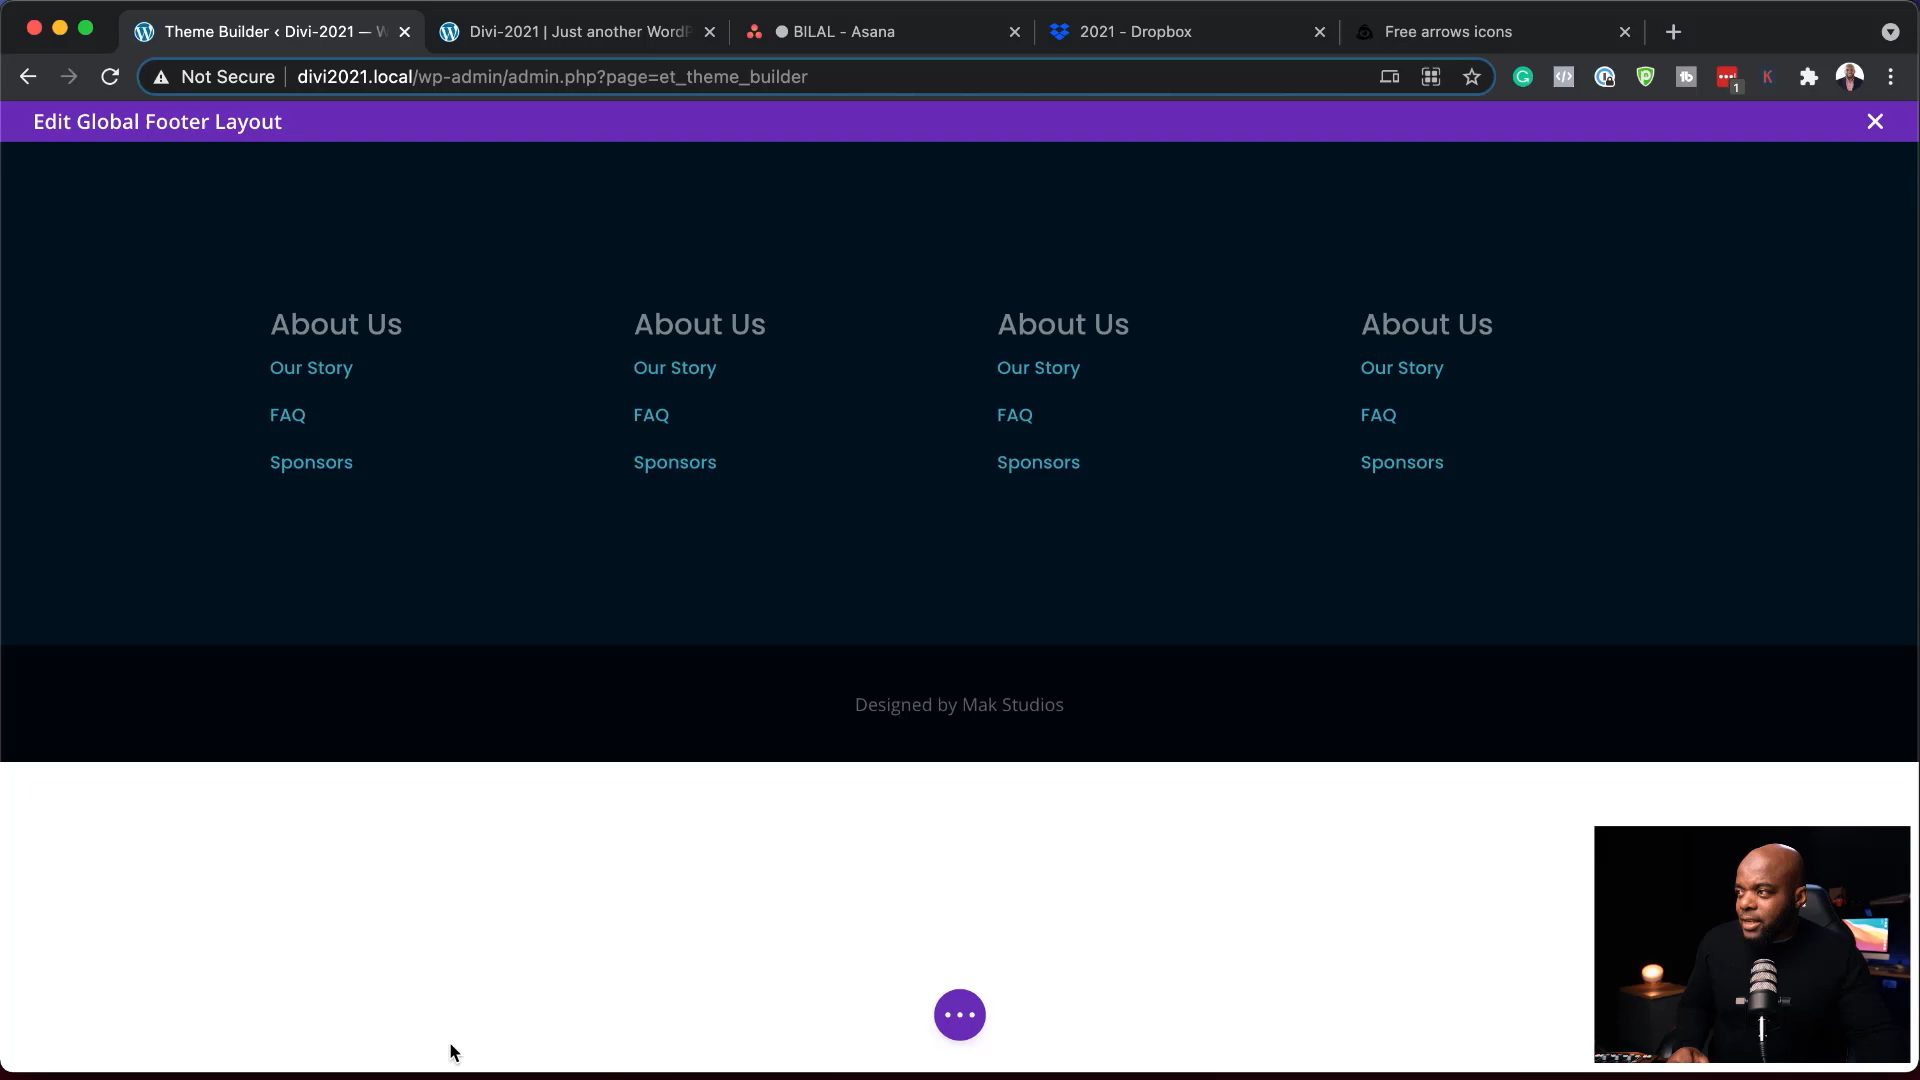 Theme Builder ‹ Divi-2021 — W
Divi-2021 | Just another WordP
BILAL - Asana
2021 - Dropbox
Free arrows icons
Not Secure
divi2021.local/wp-admin/admin.php?page=et_theme_builder
1
Edit Global Footer Layout
About Us
Our Story
FAQ
Sponsors
About Us
Our Story
FAQ
Sponsors
About Us
Our Story
FAQ
Sponsors
About Us
Our Story
FAQ
Sponsors
Designed by Mak Studios